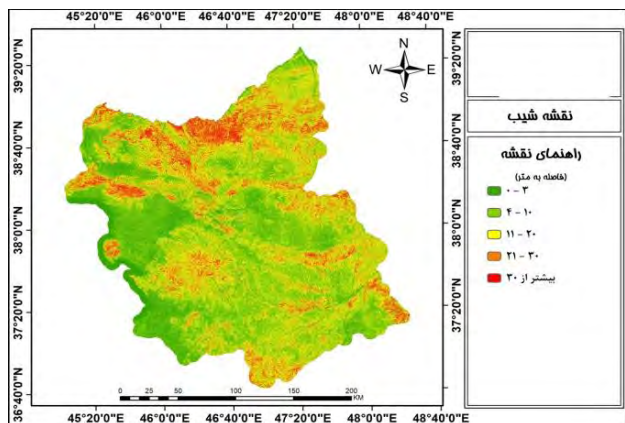 45°20'0"E 46°0'0"E 46°40'0"E 47°20'0"E 48°0'0"E 48°40'0"E
39°20'0"N
38°40'0"N
38°0'0"N
37°20'0"N
36°40'0"N
N
W E
S
39°20'0"N
38°40'0"N
38°0'0"N
37°20'0"N
36°40'0"N
0 25 50 100 150 200
KM
45°20'0"E 46°0'0"E 46°40'0"E 47°20'0"E 48°0'0"E 48°40'0"E
نقشه شیب
راهنمای نقشه
(فاصله به متر)
۰ - ۳
۴ - ۱۰
۱۱ - ۲۰
۲۱ - ۳۰
بیشتر از ۳۰